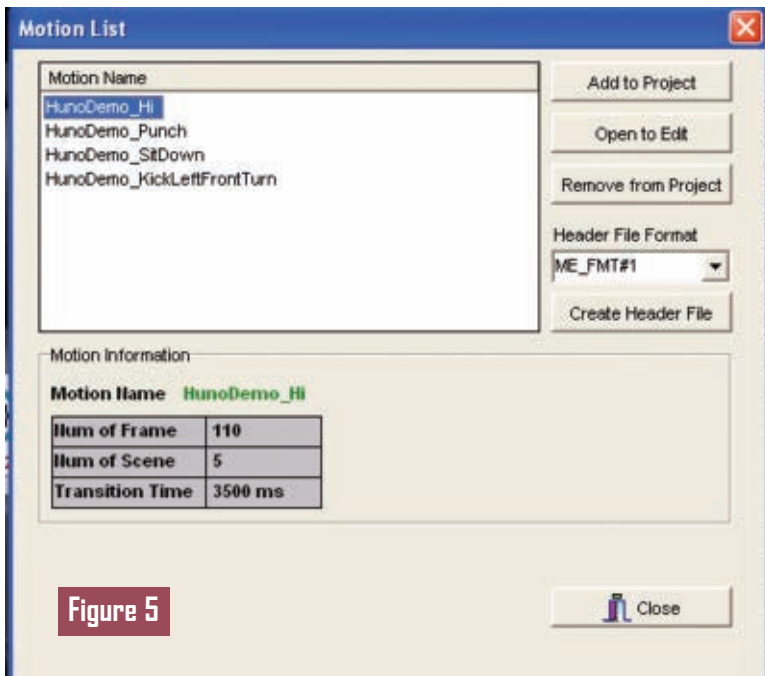 Motion List
Motion Name
HunoDemo_Hi
HunoDemo_Punch
HunoDemo_SitDown
HunoDemo_KickLeftFrontTurn
Add to Project
Open to Edit
Remove from Project
Header File Format
ME_FMT#1
Create Header File
Motion Information
Motion Name HunoDemo_Hi
Num of Frame 110
Num of Scene 5
Transition Time 3500 ms
Figure 5
Close